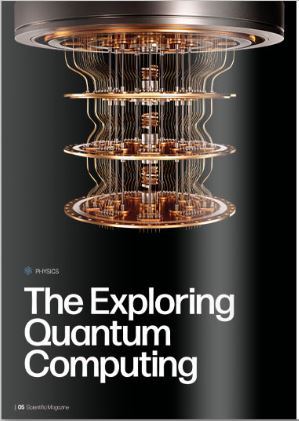 PHYSICS
The Exploring
Quantum
Computing
| 05 Scientific Magazine